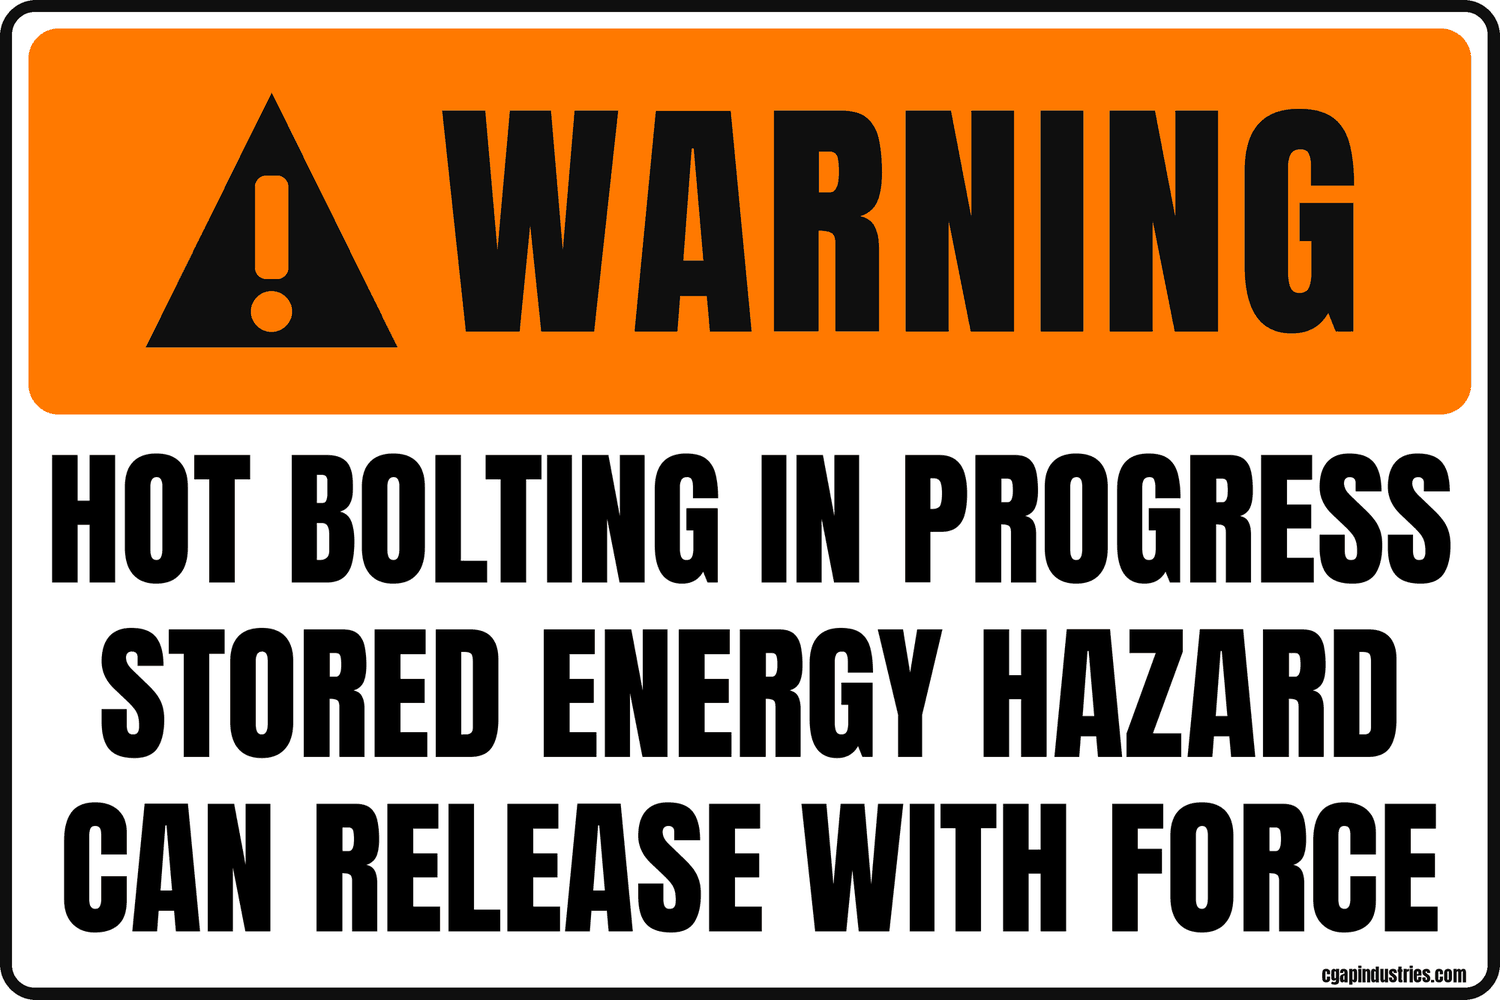 WARNING
HOT BOLTING IN PROGRESS
STORED ENERGY HAZARD
CAN RELEASE WITH FORCE
cgapindustries.com